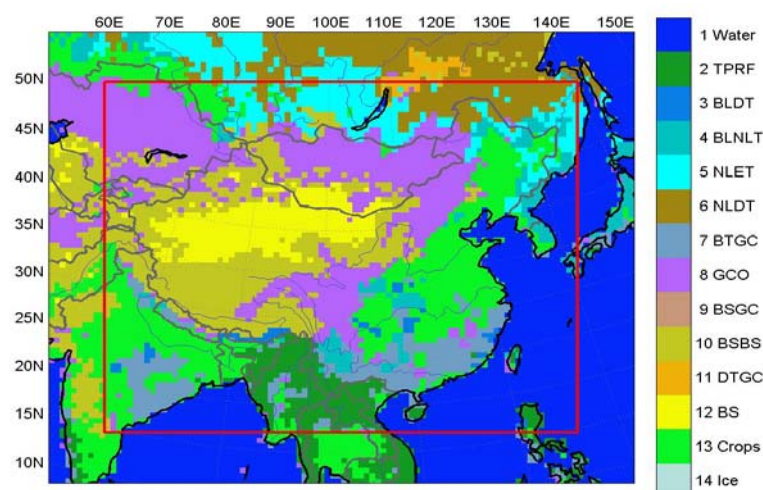 60E 70E 80E 90E 100E 110E 120E 130E 140E 150E
50N
45N
40N
35N
30N
25N
20N
15N
10N
1 Water
2 TPRF
3 BLDT
4 BLNLT
5 NLET
6 NLDT
7 BTGC
8 GCO
9 BSGC
10 BSBS
11 DTGC
12 BS
13 Crops
14 Ice